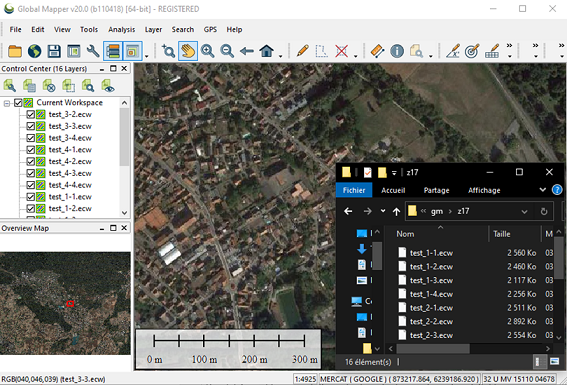 Global Mapper v20.0 (b110418) [64-bit] - REGISTERED
File Edit View Tools Analysis Layer Search GPS Help
Control Center (16 Layers)
Current Workspace
test_3-2.ecw
test_3-3.ecw
test_3-4.ecw
test_4-1.ecw
test_4-2.ecw
test_4-3.ecw
test_4-4.ecw
test_1-1.ecw
test_1-2.ecw
Overview Map
z17
Fichier Accueil Partage Affichage
gm z17
Nom Taille M
test_1-1.ecw 2 560 Ko 03
test_1-2.ecw 2 460 Ko 03
test_1-3.ecw 2 117 Ko 03
test_1-4.ecw 2 256 Ko 03
test_2-1.ecw 2 511 Ko 03
test_2-2.ecw 2 892 Ko 03
test_2-3.ecw 2 554 Ko 03
16 élément(s)
0 m 100 m 200 m 300 m
RGB(040,046,039) (test_3-3.ecw) 1:4925 MERCAT ( GOOGLE ) ( 873217.864, 6239186.920 ) 32 U MV 15110 04678